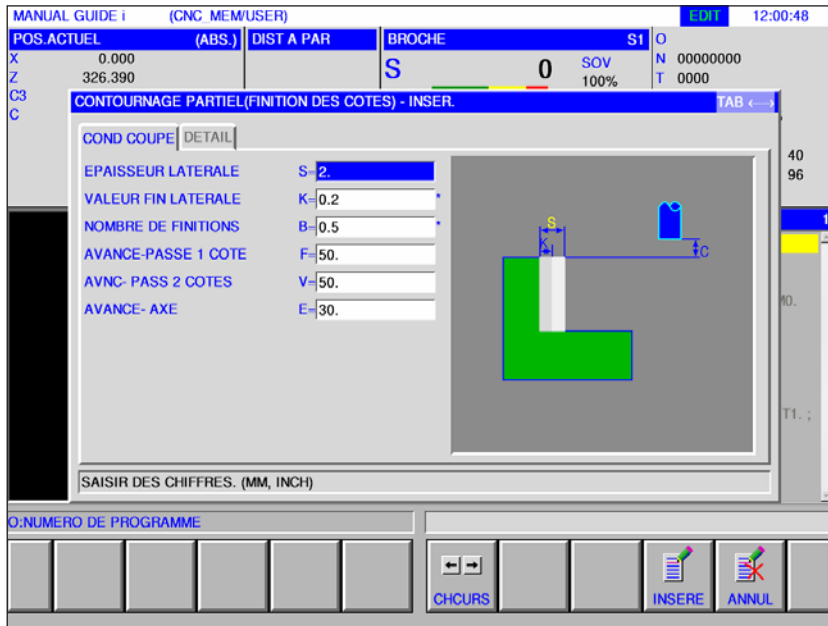 MANUAL GUIDE i (CNC_MEM/USER) EDIT 12:00:48
POS.ACTUEL (ABS.) DIST A PAR BROCHE S1 O
X 0.000 S 0 SOV N 00000000
Z 326.390 100% T 0000
C3
C
CONTOURNAGE PARTIEL(FINITION DES COTES) - INSER. TAB ←→
COND COUPE DETAIL
EPAISSEUR LATERALE S=2.
VALEUR FIN LATERALE K=0.2 *
NOMBRE DE FINITIONS B=0.5 *
AVANCE-PASSE 1 COTE F=50.
AVNC- PASS 2 COTES V=50.
AVANCE- AXE E=30.
S
K
C
40
96
1
M0.
T1. ;
SAISIR DES CHIFFRES. (MM, INCH)
O:NUMERO DE PROGRAMME
CHCURS INSERE ANNUL